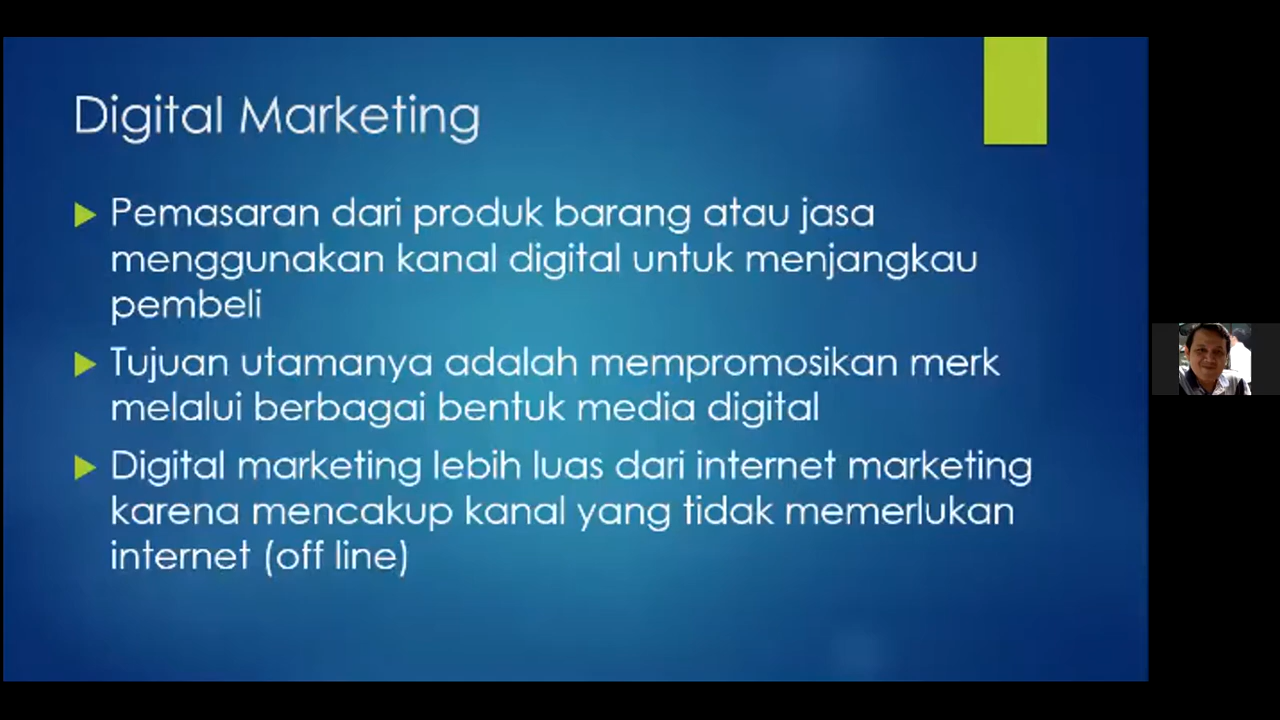 Digital Marketing
Pemasaran dari produk barang atau jasa
menggunakan kanal digital untuk menjangkau
pembeli
Tujuan utamanya adalah mempromosikan merk
melalui berbagai bentuk media digital
Digital marketing lebih luas dari internet marketing
karena mencakup kanal yang tidak memerlukan
internet (off line)